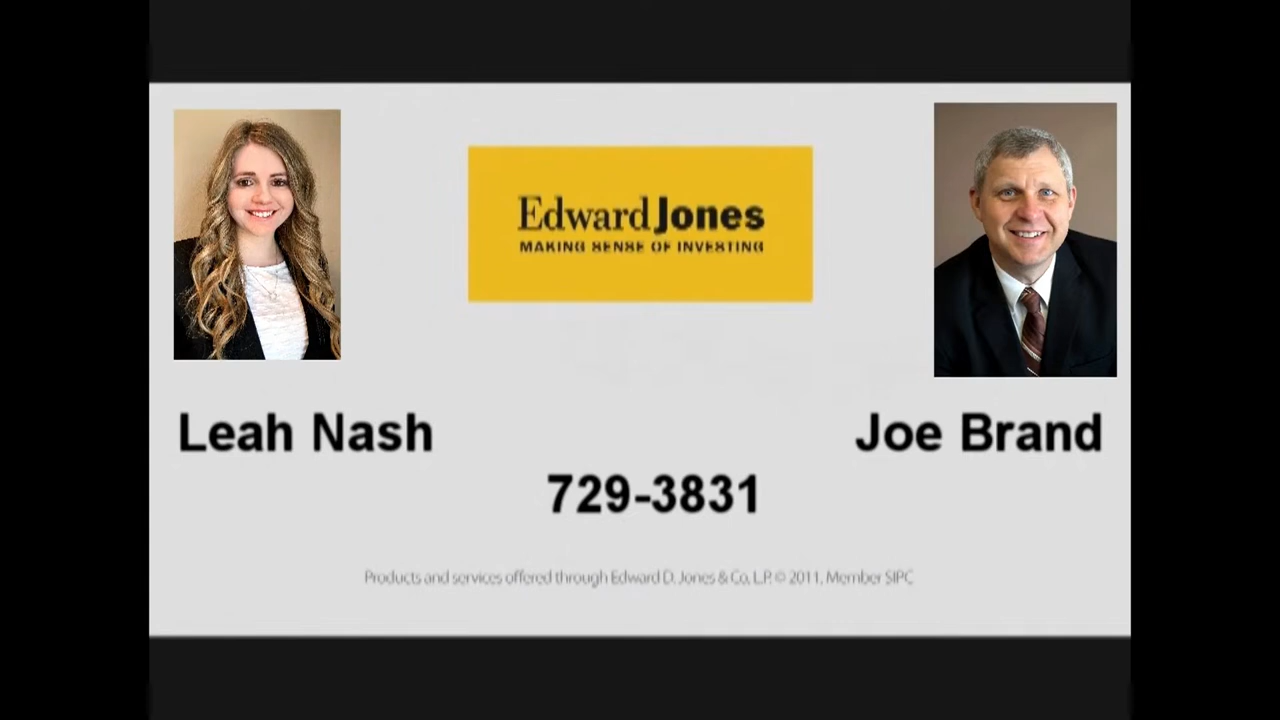 Edward Jones
MAKING SENSE OF INVESTING
Leah Nash
Joe Brand
729-3831
Products and services offered through Edward D. Jones & Co, L.P. © 2011, Member SIPC